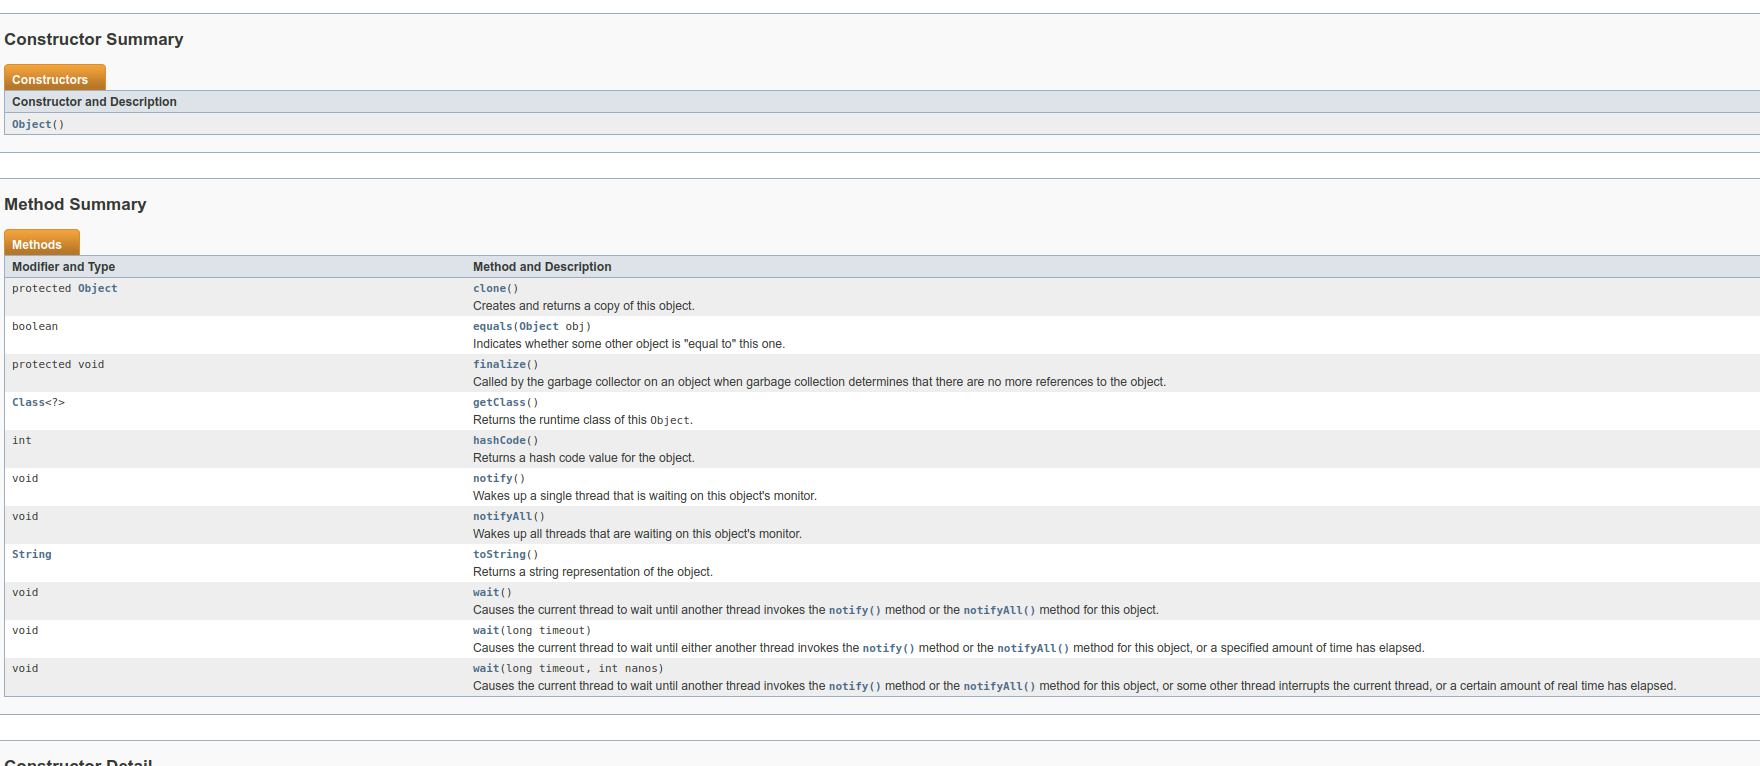 Constructor Summary
Constructors
Constructor and Description
Object()
Method Summary
Methods
Modifier and Type Method and Description
protected Object clone()
Creates and returns a copy of this object.
boolean equals(Object obj)
Indicates whether some other object is "equal to" this one.
protected void finalize()
Called by the garbage collector on an object when garbage collection determines that there are no more references to the object.
Class<?> getClass()
Returns the runtime class of this Object.
int hashCode()
Returns a hash code value for the object.
void notify()
Wakes up a single thread that is waiting on this object's monitor.
void notifyAll()
Wakes up all threads that are waiting on this object's monitor.
String toString()
Returns a string representation of the object.
void wait()
Causes the current thread to wait until another thread invokes the notify() method or the notifyAll() method for this object.
void wait(long timeout)
Causes the current thread to wait until either another thread invokes the notify() method or the notifyAll() method for this object, or a specified amount of time has elapsed.
void wait(long timeout, int nanos)
Causes the current thread to wait until another thread invokes the notify() method or the notifyAll() method for this object, or some other thread interrupts the current thread, or a certain amount of real time has elapsed.
Constructor Detail